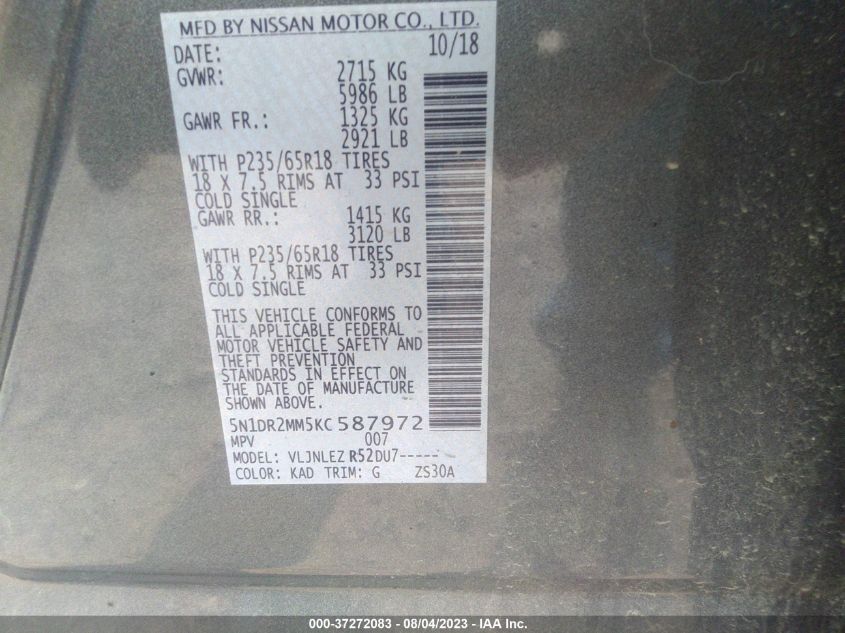 MFD BY NISSAN MOTOR CO., LTD.
DATE: 10/18
GVWR: 2715 KG
5986 LB
GAWR FR.: 1325 KG
2921 LB
WITH P235/65R18 TIRES
18 X 7.5 RIMS AT 33 PSI
COLD SINGLE
GAWR RR.: 1415 KG
3120 LB
WITH P235/65R18 TIRES
18 X 7.5 RIMS AT 33 PSI
COLD SINGLE
THIS VEHICLE CONFORMS TO
ALL APPLICABLE FEDERAL
MOTOR VEHICLE SAFETY AND
THEFT PREVENTION
STANDARDS IN EFFECT ON
THE DATE OF MANUFACTURE
SHOWN ABOVE.
5N1DR2MM5KC587972
MPV 007
MODEL: VLJNLEZ R52DU7-----
COLOR: KAD TRIM: G ZS30A
000-37272083 - 08/04/2023 - IAA Inc.